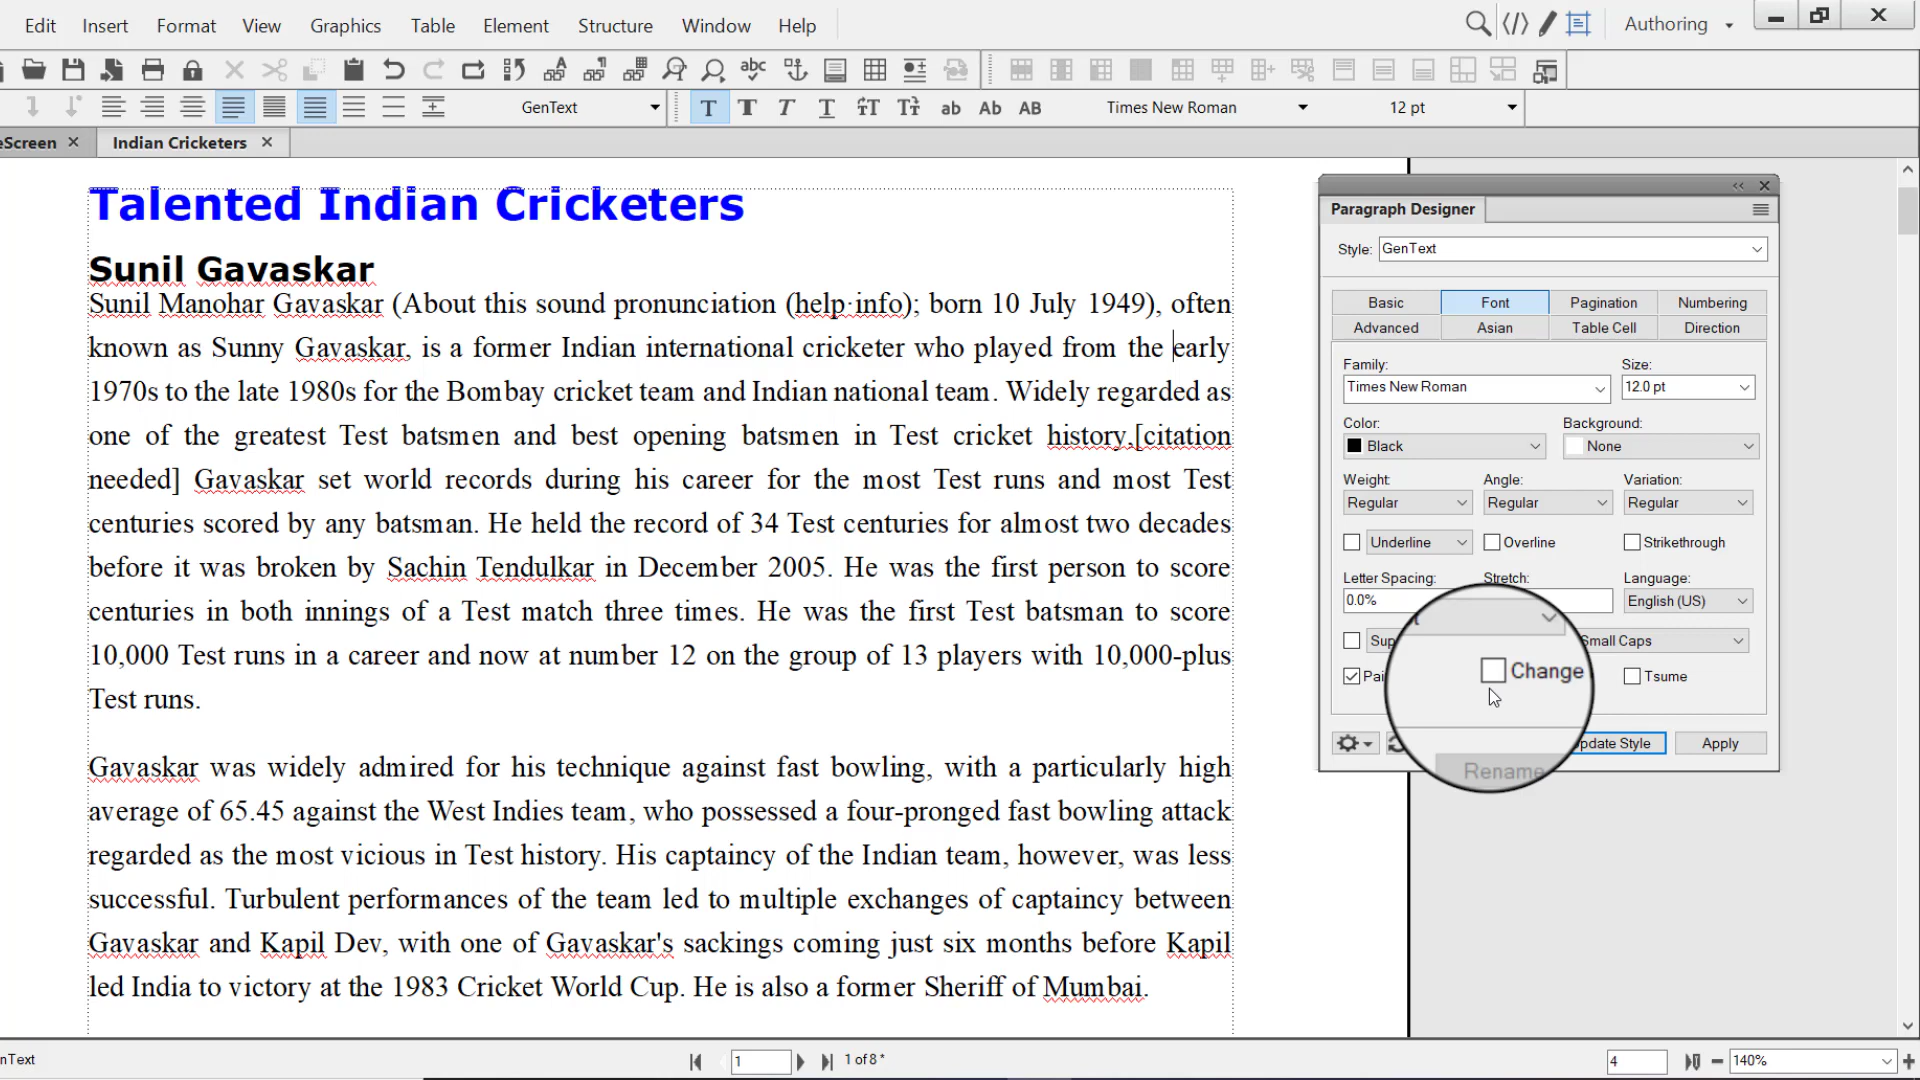 Edit Insert Format View Graphics Table Element Structure Window Help Authoring
GenText Times New Roman 12 pt
eScreen Indian Cricketers
Talented Indian Cricketers
Sunil Gavaskar
Sunil Manohar Gavaskar (About this sound pronunciation (help·info); born 10 July 1949), often
known as Sunny Gavaskar, is a former Indian international cricketer who played from the early
1970s to the late 1980s for the Bombay cricket team and Indian national team. Widely regarded as
one of the greatest Test batsmen and best opening batsmen in Test cricket history,[citation
needed] Gavaskar set world records during his career for the most Test runs and most Test
centuries scored by any batsman. He held the record of 34 Test centuries for almost two decades
before it was broken by Sachin Tendulkar in December 2005. He was the first person to score
centuries in both innings of a Test match three times. He was the first Test batsman to score
10,000 Test runs in a career and now at number 12 on the group of 13 players with 10,000-plus
Test runs.
Gavaskar was widely admired for his technique against fast bowling, with a particularly high
average of 65.45 against the West Indies team, who possessed a four-pronged fast bowling attack
regarded as the most vicious in Test history. His captaincy of the Indian team, however, was less
successful. Turbulent performances of the team led to multiple exchanges of captaincy between
Gavaskar and Kapil Dev, with one of Gavaskar's sackings coming just six months before Kapil
led India to victory at the 1983 Cricket World Cup. He is also a former Sheriff of Mumbai.
Paragraph Designer
Style: GenText
Basic Font Pagination Numbering
Advanced Asian Table Cell Direction
Family: Size:
Times New Roman 12.0 pt
Color: Background:
Black None
Weight: Angle: Variation:
Regular Regular Regular
Underline Overline Strikethrough
Letter Spacing: Stretch: Language:
0.0% English (US)
Sup Small Caps
Pai Change Tsume
Rename
pdate Style Apply
nText 1 1 of 8 * 4 140%